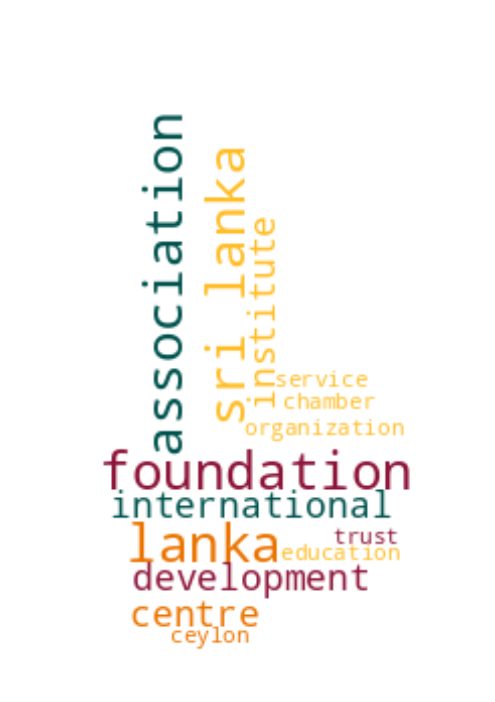 association
sri lanka
institute
service
chamber
organization
foundation
international
lanka
trust
education
development
centre
ceylon